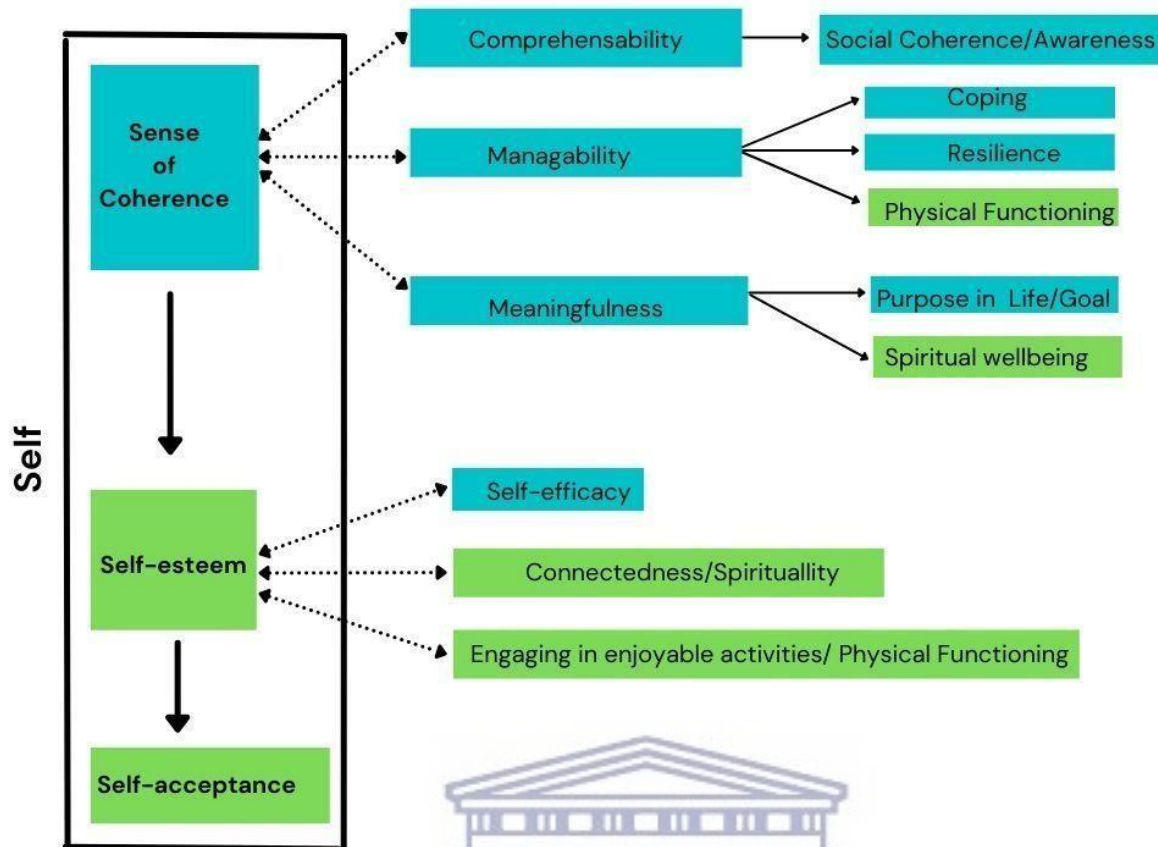 Self
Sense
of
Coherence
Comprehensability
Social Coherence/Awareness
Managability
Coping
Resilience
Physical Functioning
Meaningfulness
Purpose in Life/Goal
Spiritual wellbeing
Self-esteem
Self-efficacy
Connectedness/Spirituallity
Engaging in enjoyable activities/ Physical Functioning
Self-acceptance